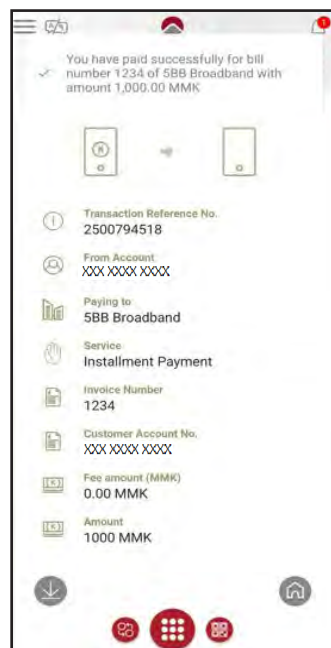 You have paid successfully for bill
number 1234 of 5BB Broadband with
amount 1,000.00 MMK
Transaction Reference No.
2500794518
From Account
XXX XXXX XXXX
Paying to
5BB Broadband
Service
Installment Payment
Invoice Number
1234
Customer Account No.
XXX XXXX XXXX
Fee amount (MMK)
0.00 MMK
Amount
1000 MMK